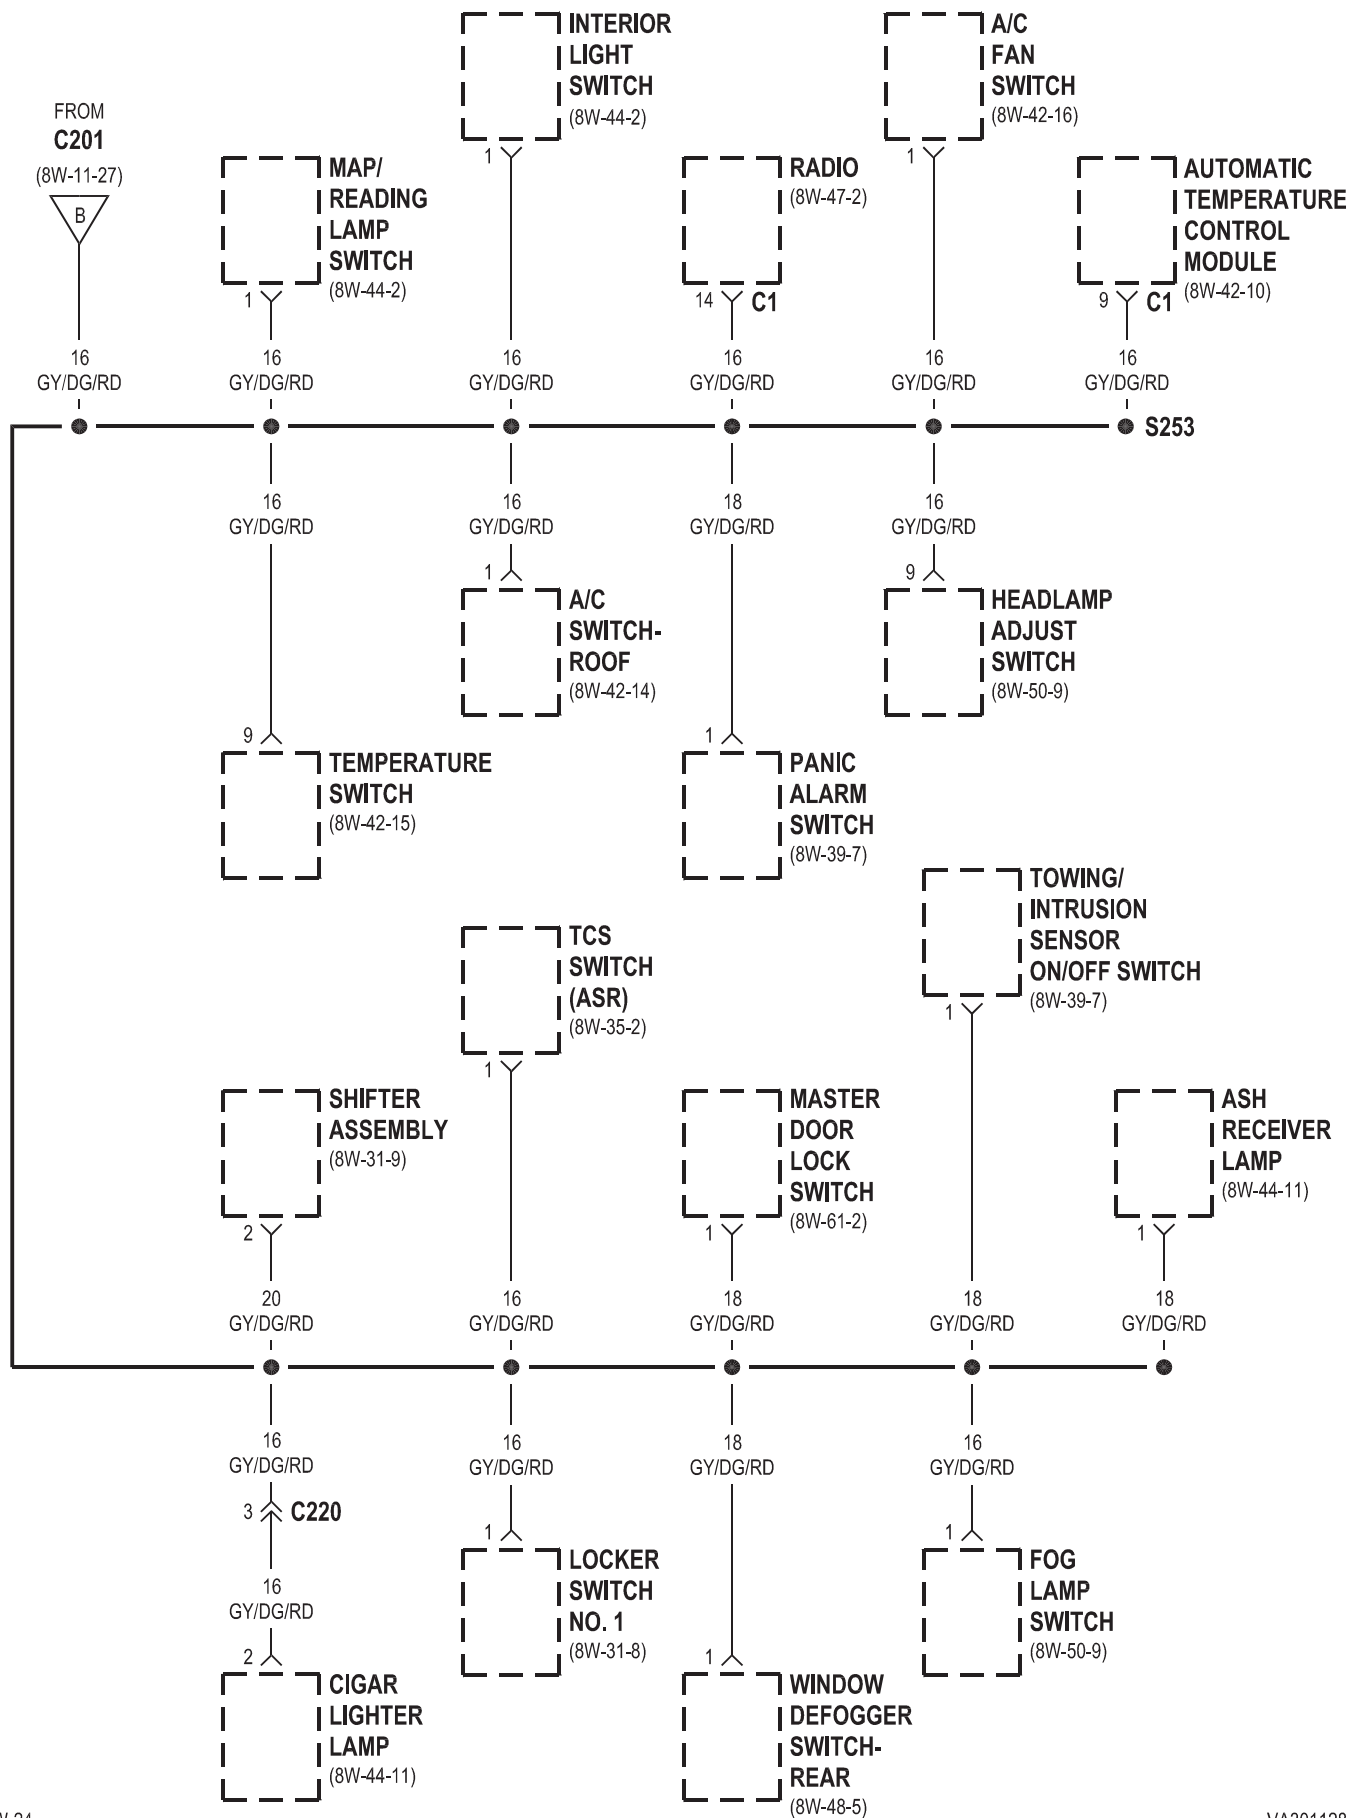 INTERIOR
LIGHT
SWITCH
(8W-44-2)
1
A/C
FAN
SWITCH
(8W-42-16)
1
FROM
C201
(8W-11-27)
B
MAP/
READING
LAMP
SWITCH
(8W-44-2)
1
RADIO
(8W-47-2)
14
C1
AUTOMATIC
TEMPERATURE
CONTROL
MODULE
(8W-42-10)
9
C1
16
GY/DG/RD
16
GY/DG/RD
16
GY/DG/RD
16
GY/DG/RD
16
GY/DG/RD
16
GY/DG/RD
S253
16
GY/DG/RD
16
GY/DG/RD
18
GY/DG/RD
16
GY/DG/RD
1
A/C
SWITCH-
ROOF
(8W-42-14)
9
HEADLAMP
ADJUST
SWITCH
(8W-50-9)
9
TEMPERATURE
SWITCH
(8W-42-15)
1
PANIC
ALARM
SWITCH
(8W-39-7)
TCS
SWITCH
(ASR)
(8W-35-2)
1
TOWING/
INTRUSION
SENSOR
ON/OFF SWITCH
(8W-39-7)
1
SHIFTER
ASSEMBLY
(8W-31-9)
2
MASTER
DOOR
LOCK
SWITCH
(8W-61-2)
1
ASH
RECEIVER
LAMP
(8W-44-11)
1
20
GY/DG/RD
16
GY/DG/RD
18
GY/DG/RD
18
GY/DG/RD
18
GY/DG/RD
16
GY/DG/RD
16
GY/DG/RD
18
GY/DG/RD
16
GY/DG/RD
3
C220
16
GY/DG/RD
2
CIGAR
LIGHTER
LAMP
(8W-44-11)
1
LOCKER
SWITCH
NO. 1
(8W-31-8)
1
WINDOW
DEFOGGER
SWITCH-
REAR
(8W-48-5)
1
FOG
LAMP
SWITCH
(8W-50-9)